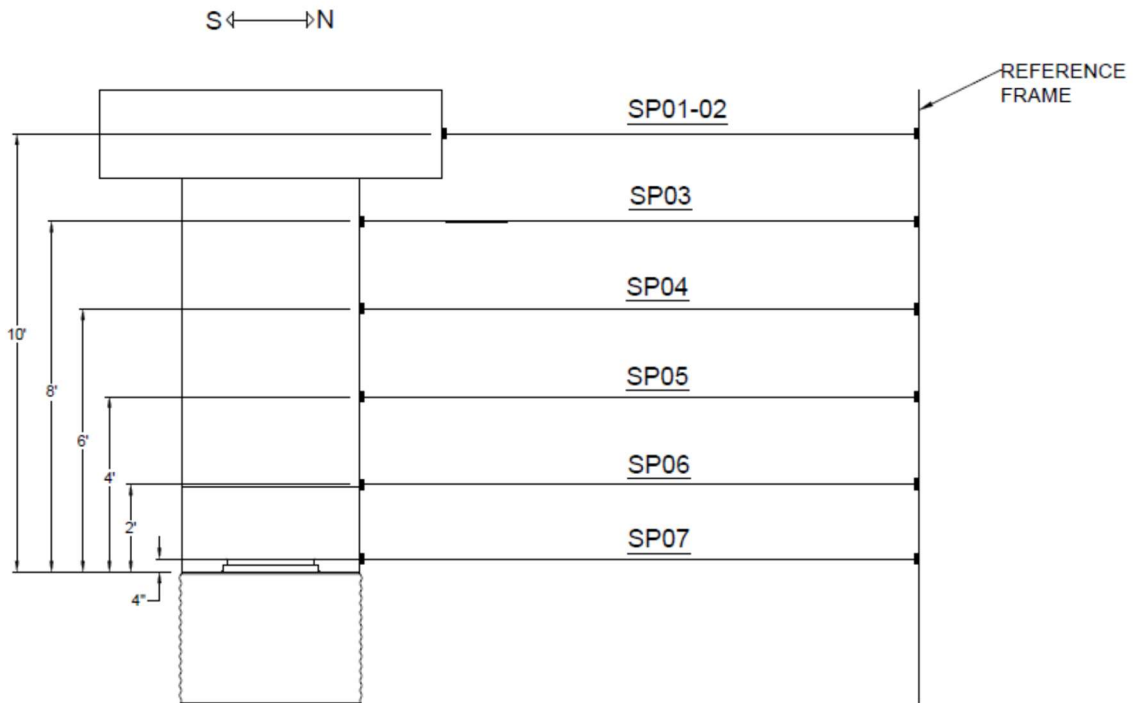 S N
REFERENCE
FRAME
SP01-02
SP03
SP04
10'
SP05
8'
6'
SP06
4'
2'
SP07
4"